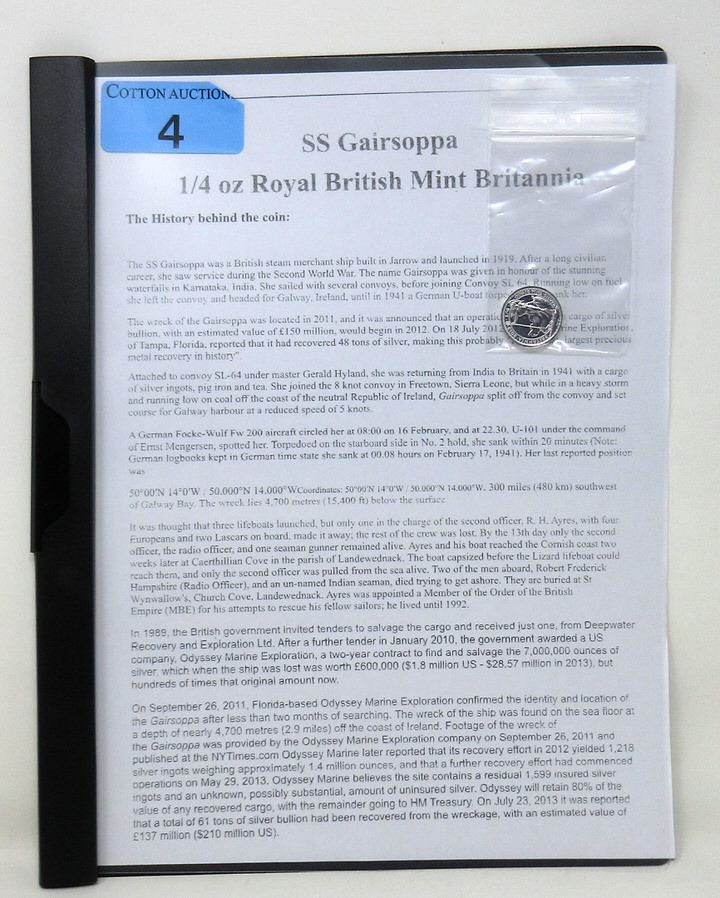 COTTON AUCTIONS
4
SS Gairsoppa
1/4 oz Royal British Mint Britannia
The History behind the coin:
The SS Gairsoppa was a British steam merchant ship built in Jarrow and launched in 1919. After a long civilian
career, she saw service during the Second World War. The name Gairsoppa was given in honour of the stunning
waterfalls in Karnataka, India. She sailed with several convoys, before joining Convoy SL 64. Running low on fuel
she left the convoy and headed for Galway, Ireland, until in 1941 a German U-boat torpe nk her.
The wreck of the Gairsoppa was located in 2011, and it was announced that an operati cargo of silver
bullion, with an estimated value of £150 million, would begin in 2012. On 18 July 2012 rine Exploration,
of Tampa, Florida, reported that it had recovered 48 tons of silver, making this probably largest precious
metal recovery in history".
Attached to convoy SL-64 under master Gerald Hyland, she was returning from India to Britain in 1941 with a cargo
of silver ingots, pig iron and tea. She joined the 8 knot convoy in Freetown, Sierra Leone, but while in a heavy storm
and running low on coal off the coast of the neutral Republic of Ireland, Gairsoppa split off from the convoy and set
course for Galway harbour at a reduced speed of 5 knots.
A German Focke-Wulf Fw 200 aircraft circled her at 08:00 on 16 February, and at 22.30, U-101 under the command
of Ernst Mengersen, spotted her. Torpedoed on the starboard side in No. 2 hold, she sank within 20 minutes (Note:
German logbooks kept in German time state she sank at 00.08 hours on February 17, 1941). Her last reported position
was
50°00′N 14°0′W / 50.000°N 14.000°WCoordinates: 50°00′N 14°0′W / 50.000°N 14.000°W, 300 miles (480 km) southwest
of Galway Bay. The wreck lies 4,700 metres (15,400 ft) below the surface
It was thought that three lifeboats launched, but only one in the charge of the second officer, R. H. Ayres, with four
Europeans and two Lascars on board, made it away; the rest of the crew was lost. By the 13th day only the second
officer, the radio officer, and one seaman gunner remained alive. Ayres and his boat reached the Cornish coast two
weeks later at Caerthillian Cove in the parish of Landewednack. The boat capsized before the Lizard lifeboat could
reach them, and only the second officer was pulled from the sea alive. Two of the men aboard, Robert Frederick
Hampshire (Radio Officer), and an un-named Indian seaman, died trying to get ashore. They are buried at St
Wynwallow's, Church Cove, Landewednack. Ayres was appointed a Member of the Order of the British
Empire (MBE) for his attempts to rescue his fellow sailors; he lived until 1992.
In 1989, the British government invited tenders to salvage the cargo and received just one, from Deepwater
Recovery and Exploration Ltd. After a further tender in January 2010, the government awarded a US
company, Odyssey Marine Exploration, a two-year contract to find and salvage the 7,000,000 ounces of
silver, which when the ship was lost was worth £600,000 ($1.8 million US - $28.57 million in 2013), but
hundreds of times that original amount now.
On September 26, 2011, Florida-based Odyssey Marine Exploration confirmed the identity and location of
the Gairsoppa after less than two months of searching. The wreck of the ship was found on the sea floor at
a depth of nearly 4,700 metres (2.9 miles) off the coast of Ireland. Footage of the wreck of
the Gairsoppa was provided by the Odyssey Marine Exploration company on September 26, 2011 and
published at the NYTimes.com Odyssey Marine later reported that its recovery effort in 2012 yielded 1,218
silver ingots weighing approximately 1.4 million ounces, and that a further recovery effort had commenced
operations on May 29, 2013. Odyssey Marine believes the site contains a residual 1,599 insured silver
ingots and an unknown, possibly substantial, amount of uninsured silver. Odyssey will retain 80% of the
value of any recovered cargo, with the remainder going to HM Treasury. On July 23, 2013 it was reported
that a total of 61 tons of silver bullion had been recovered from the wreckage, with an estimated value of
£137 million ($210 million US).